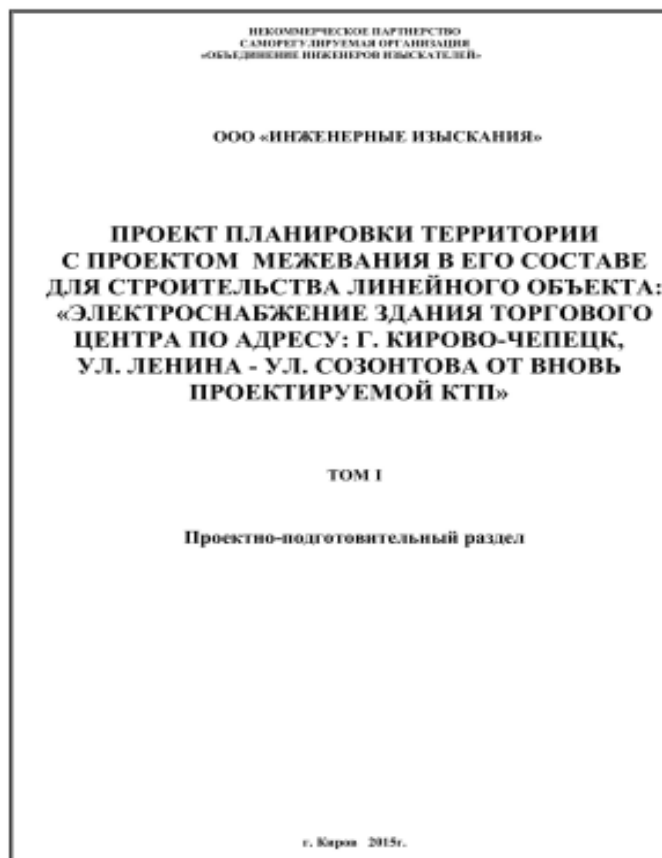 НЕКОММЕРЧЕСКОЕ ПАРТНЕРСТВО
САМОРЕГУЛИРУЕМАЯ ОРГАНИЗАЦИЯ
«ОБЪЕДИНЕНИЕ ИНЖЕНЕРОВ ИЗЫСКАТЕЛЕЙ»
ООО «ИНЖЕНЕРНЫЕ ИЗЫСКАНИЯ»
ПРОЕКТ ПЛАНИРОВКИ ТЕРРИТОРИИ
С ПРОЕКТОМ МЕЖЕВАНИЯ В ЕГО СОСТАВЕ
ДЛЯ СТРОИТЕЛЬСТВА ЛИНЕЙНОГО ОБЪЕКТА:
«ЭЛЕКТРОСНАБЖЕНИЕ ЗДАНИЯ ТОРГОВОГО
ЦЕНТРА ПО АДРЕСУ: Г. КИРОВО-ЧЕПЕЦК,
УЛ. ЛЕНИНА - УЛ. СОЗОНТОВА ОТ ВНОВЬ
ПРОЕКТИРУЕМОЙ КТП»
ТОМ I
Проектно-подготовительный раздел
г. Киров 2015г.